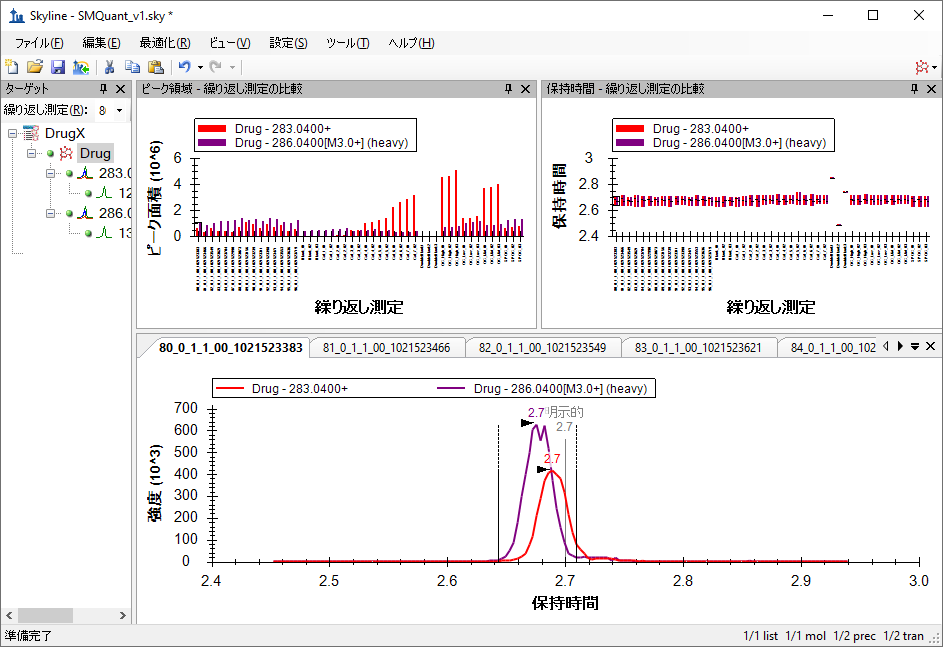 Skyline - SMQuant_v1.sky *
ファイル(F) 編集(E) 最適化(R) ビュー(V) 設定(S) ツール(T) ヘルプ(H)
ターゲット
繰り返し測定(R): 8
DrugX
Drug
283.0
12
286.0
13
ピーク領域 - 繰り返し測定の比較
Drug - 283.0400+
Drug - 286.0400[M3.0+] (heavy)
ピーク面積 (10^6)
6
4
2
0
繰り返し測定
保持時間 - 繰り返し測定の比較
Drug - 283.0400+
Drug - 286.0400[M3.0+] (heavy)
保持時間
3
2.8
2.6
2.4
繰り返し測定
80_0_1_1_00_1021523383 81_0_1_1_00_1021523466 82_0_1_1_00_1021523549 83_0_1_1_00_1021523621 84_0_1_1_00_102
Drug - 283.0400+ Drug - 286.0400[M3.0+] (heavy)
強度 (10^3)
700
600
500
400
300
200
100
0
2.7 明示的
2.7
2.7
2.4 2.5 2.6 2.7 2.8 2.9 3.0
保持時間
準備完了 1/1 list 1/1 mol 1/2 prec 1/2 tran